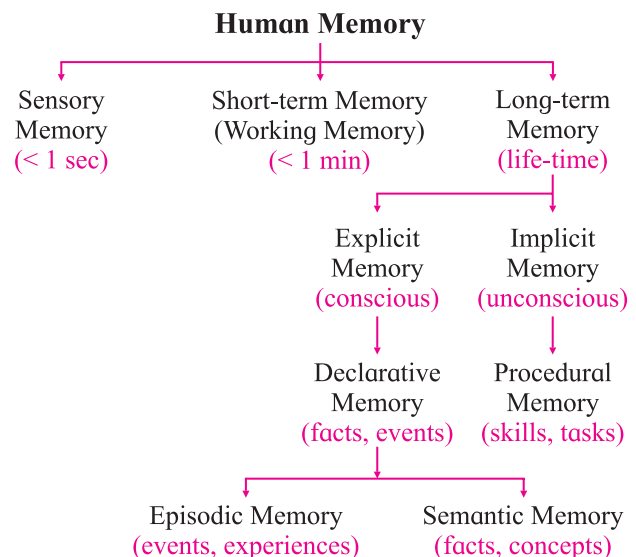 Human Memory
Sensory
Memory
(< 1 sec)
Short-term Memory
(Working Memory)
(< 1 min)
Long-term
Memory
(life-time)
Explicit
Memory
(conscious)
Implicit
Memory
(unconscious)
Declarative
Memory
(facts, events)
Procedural
Memory
(skills, tasks)
Episodic Memory
(events, experiences)
Semantic Memory
(facts, concepts)